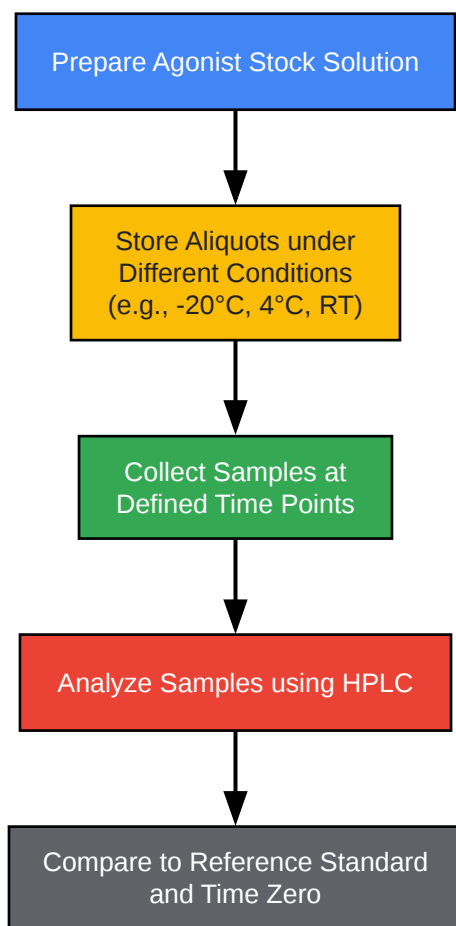 Prepare Agonist Stock Solution
Store Aliquots under
Different Conditions
(e.g., -20°C, 4°C, RT)
Collect Samples at
Defined Time Points
Analyze Samples using HPLC
Compare to Reference Standard
and Time Zero